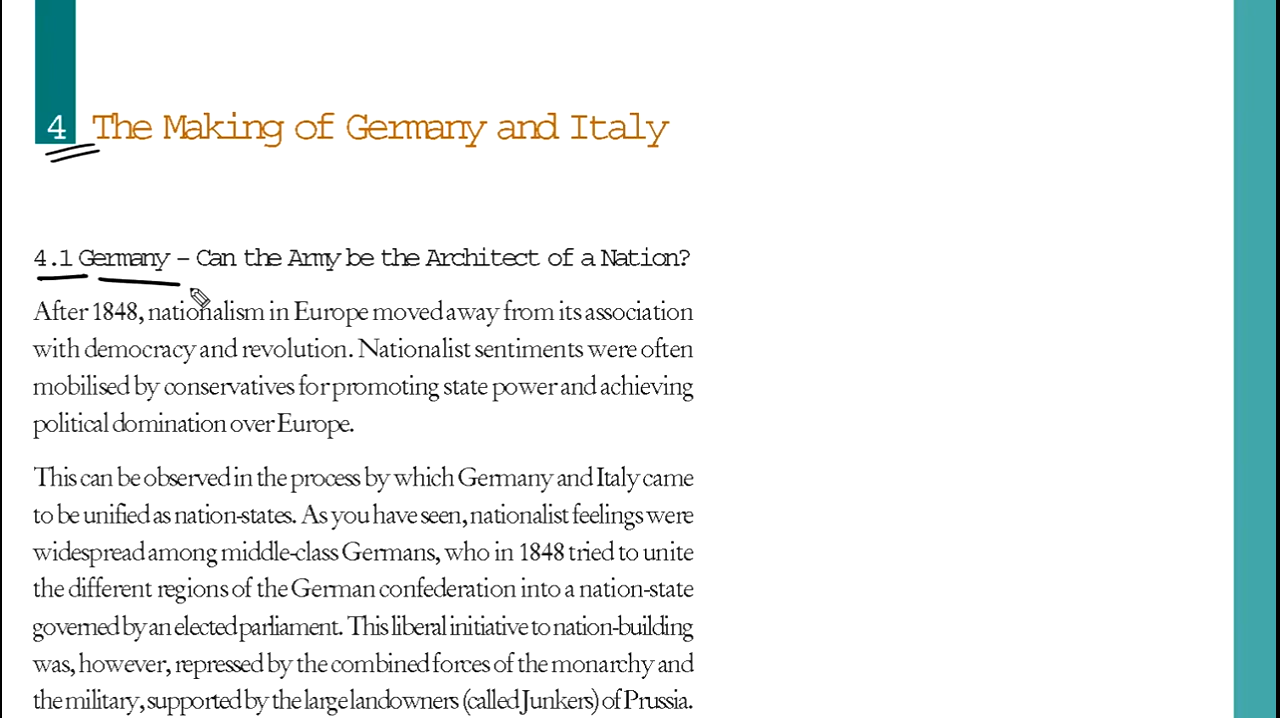 4 The Making of Germany and Italy
4.1 Germany – Can the Army be the Architect of a Nation?
After 1848, nationalism in Europe moved away from its association
with democracy and revolution. Nationalist sentiments were often
mobilised by conservatives for promoting state power and achieving
political domination over Europe.
This can be observed in the process by which Germany and Italy came
to be unified as nation-states. As you have seen, nationalist feelings were
widespread among middle-class Germans, who in 1848 tried to unite
the different regions of the German confederation into a nation-state
governed by an elected parliament. This liberal initiative to nation-building
was, however, repressed by the combined forces of the monarchy and
the military, supported by the large landowners (called Junkers) of Prussia.